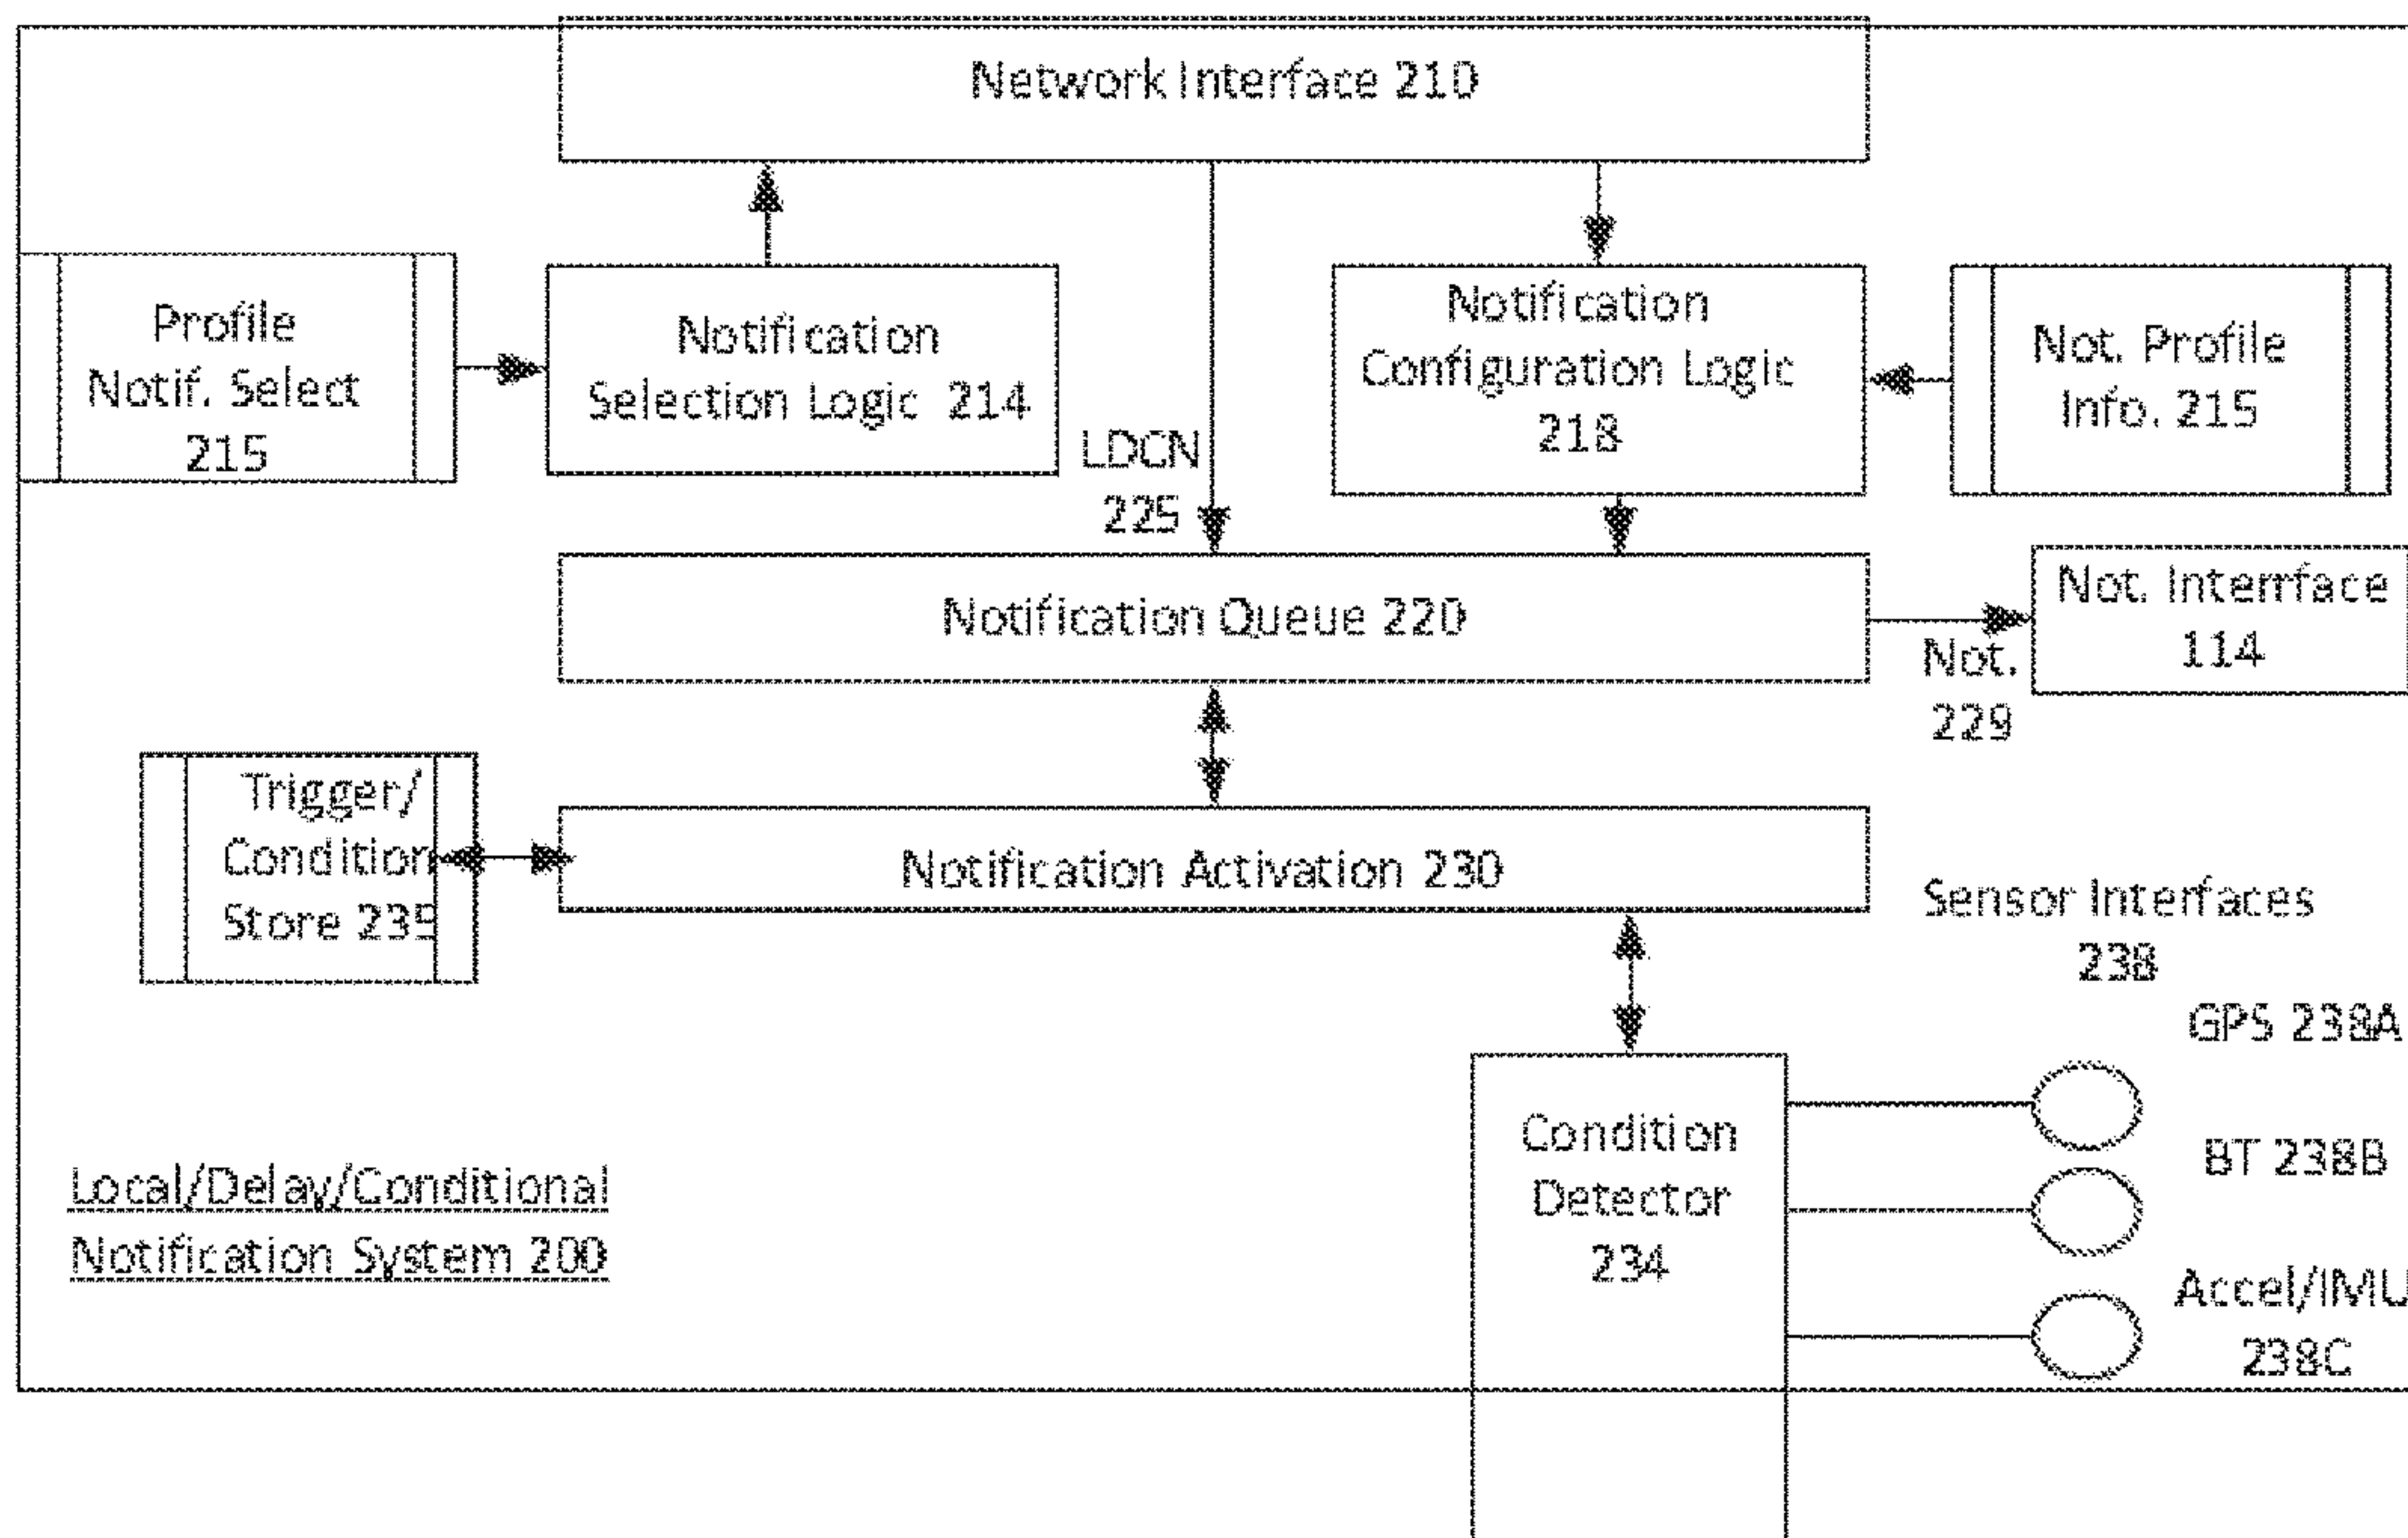 Network Interface 210
Profile
Notif. Select
215
Notification
Selection Logic 214
LDCN
225
Notification
Configuration Logic
218
Not. Profile
Info. 215
Notification Queue 220
Not. Interrface
114
Not.
229
Trigger/
Condition
Store 235
Notification Activation 230
Sensor Interfaces
238
GPS 238A
Condition
Detector
234
BT 238B
Accel/IMU
238C
Local/Delay/Conditional
Notification System 200